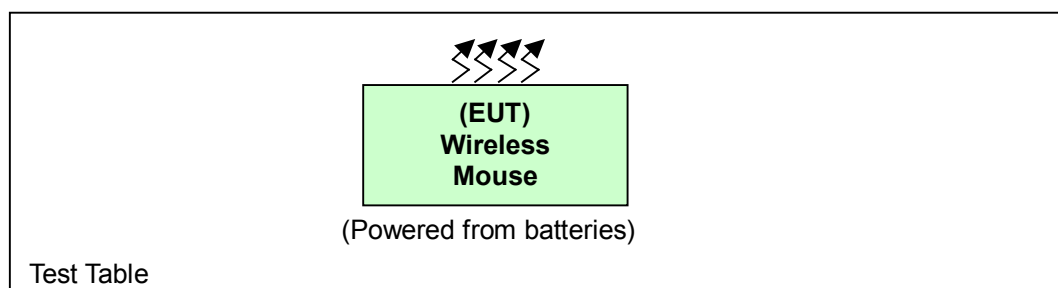 (EUT)
Wireless
Mouse
(Powered from batteries)
Test Table